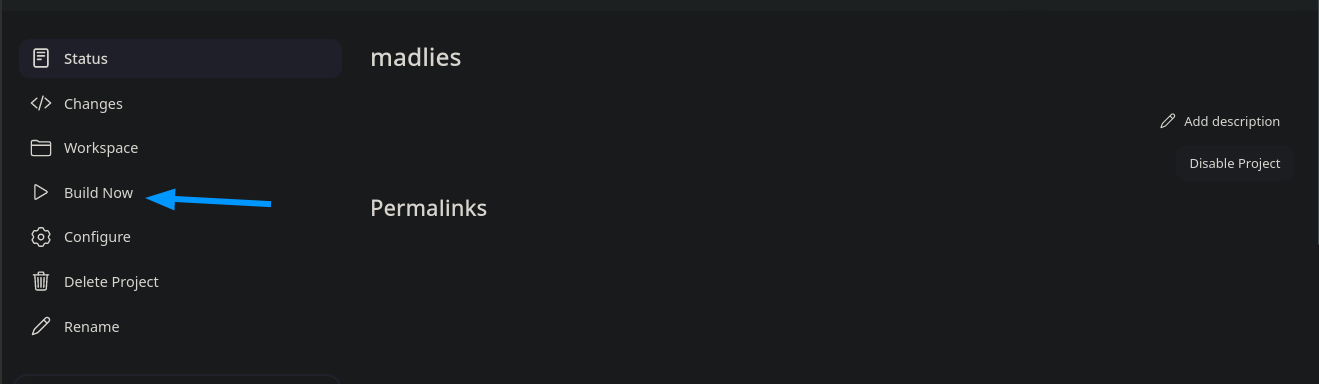 Status
Changes
Workspace
Build Now
Configure
Delete Project
Rename
madlies
Add description
Disable Project
Permalinks